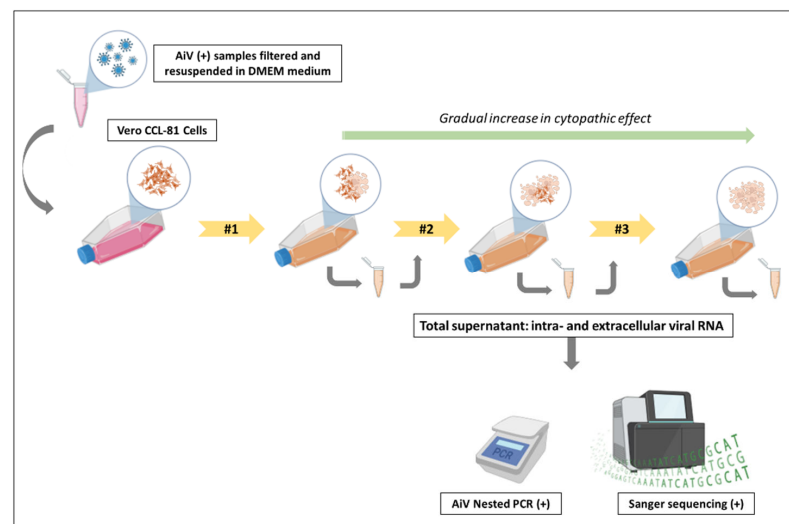 AiV (+) samples filtered and
resuspended in DMEM medium
Gradual increase in cytopathic effect
Vero CCL-81 Cells
#1
#2
#3
Total supernatant: intra- and extracellular viral RNA
PCR
AiV Nested PCR (+)
Sanger sequencing (+)